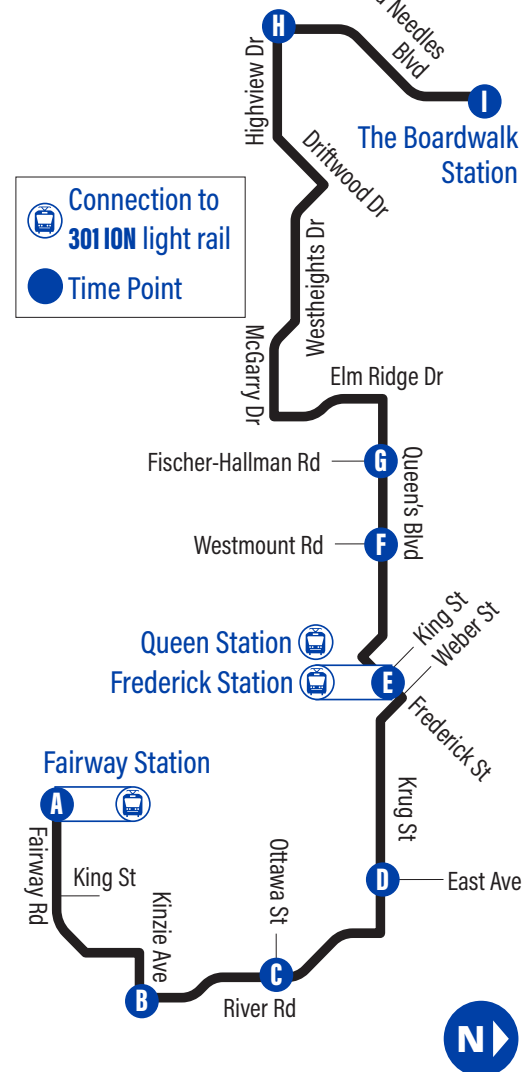 H
Needles
Blvd
Highview Dr
I
The Boardwalk
Station
Driftwood Dr
Connection to
301 ION light rail
Time Point
Westheights Dr
McGarry Dr
Elm Ridge Dr
Fischer-Hallman Rd
G
Queen's Blvd
Westmount Rd
F
King St
Weber St
Queen Station
Frederick Station
E
Frederick St
Fairway Station
A
Fairway Rd
King St
Krug St
Ottawa St
Kinzie Ave
D
East Ave
C
B
River Rd
N